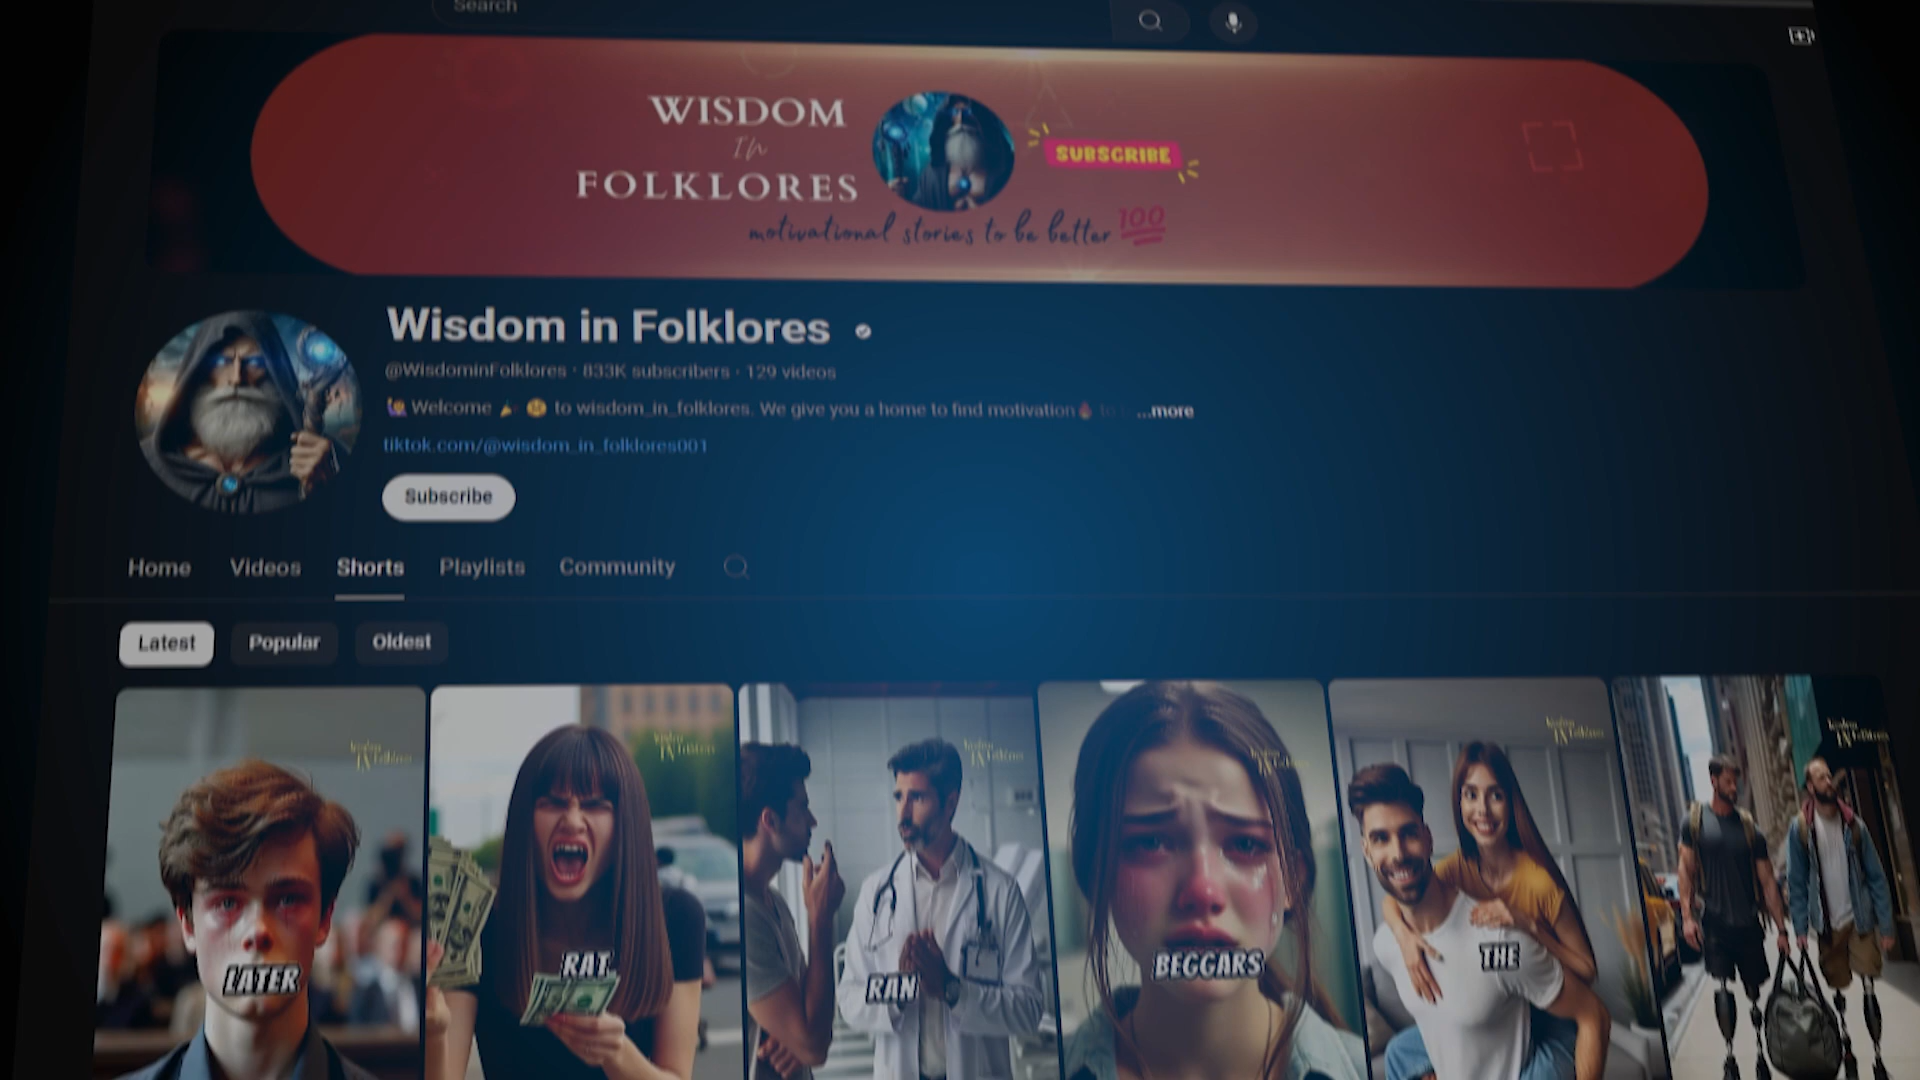 Search
WISDOM
In
FOLKLORES
SUBSCRIBE
motivational stories to be better 100
Wisdom in Folklores
@WisdominFolklores · 833K subscribers · 129 videos
Welcome to wisdom_in_folklores. We give you a home to find motivation ...more
tiktok.com/@wisdom_in_folklores001
Subscribe
Home Videos Shorts Playlists Community
Latest Popular Oldest
LATER
RAT
RAN
BEGGARS
THE